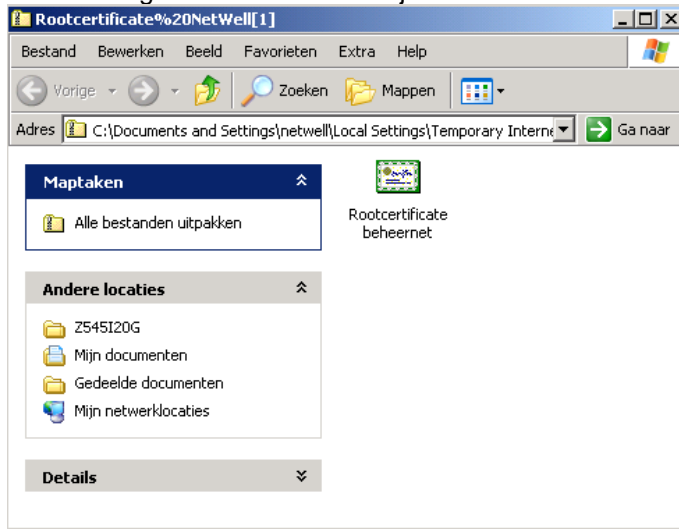 Rootcertificate%20NetWell[1]
Bestand Bewerken Beeld Favorieten Extra Help
Vorige Zoeken Mappen
Adres C:\Documents and Settings\netwell\Local Settings\Temporary Interne Ga naar
Maptaken
Alle bestanden uitpakken
Rootcertificate
beheernet
Andere locaties
Z545I20G
Mijn documenten
Gedeelde documenten
Mijn netwerklocaties
Details